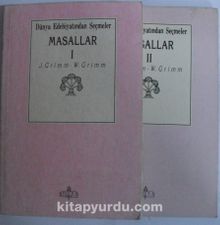 Dünya Edebiyatından Seçmeler
MASALLAR
I
J. Grimm W. Grimm
yatından Seçmeler
SALLAR
II
m - W. Grimm
kitapyurdu.com